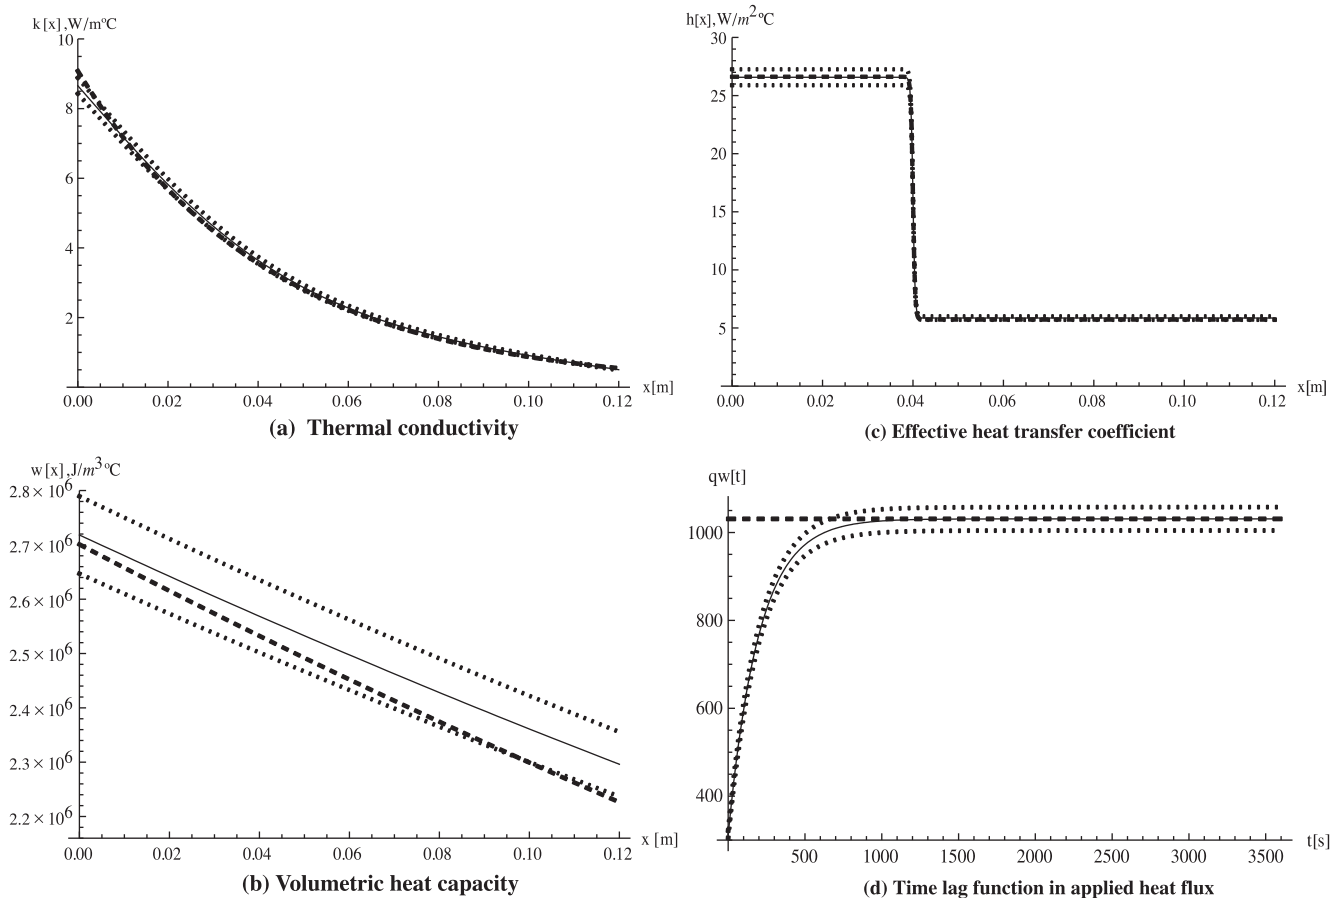 k[x],W/mºC
10
8
6
4
2
0.00 0.02 0.04 0.06 0.08 0.10 0.12 x[m]
(a) Thermal conductivity
h[x],W/m²ºC
30
25
20
15
10
5
0.00 0.02 0.04 0.06 0.08 0.10 0.12 x[m]
(c) Effective heat transfer coefficient
w[x],J/m³ºC
2.8 × 10⁶
2.7 × 10⁶
2.6 × 10⁶
2.5 × 10⁶
2.4 × 10⁶
2.3 × 10⁶
2.2 × 10⁶
0.00 0.02 0.04 0.06 0.08 0.10 0.12 x [m]
(b) Volumetric heat capacity
qw[t]
1000
800
600
400
500 1000 1500 2000 2500 3000 3500 t[s]
(d) Time lag function in applied heat flux